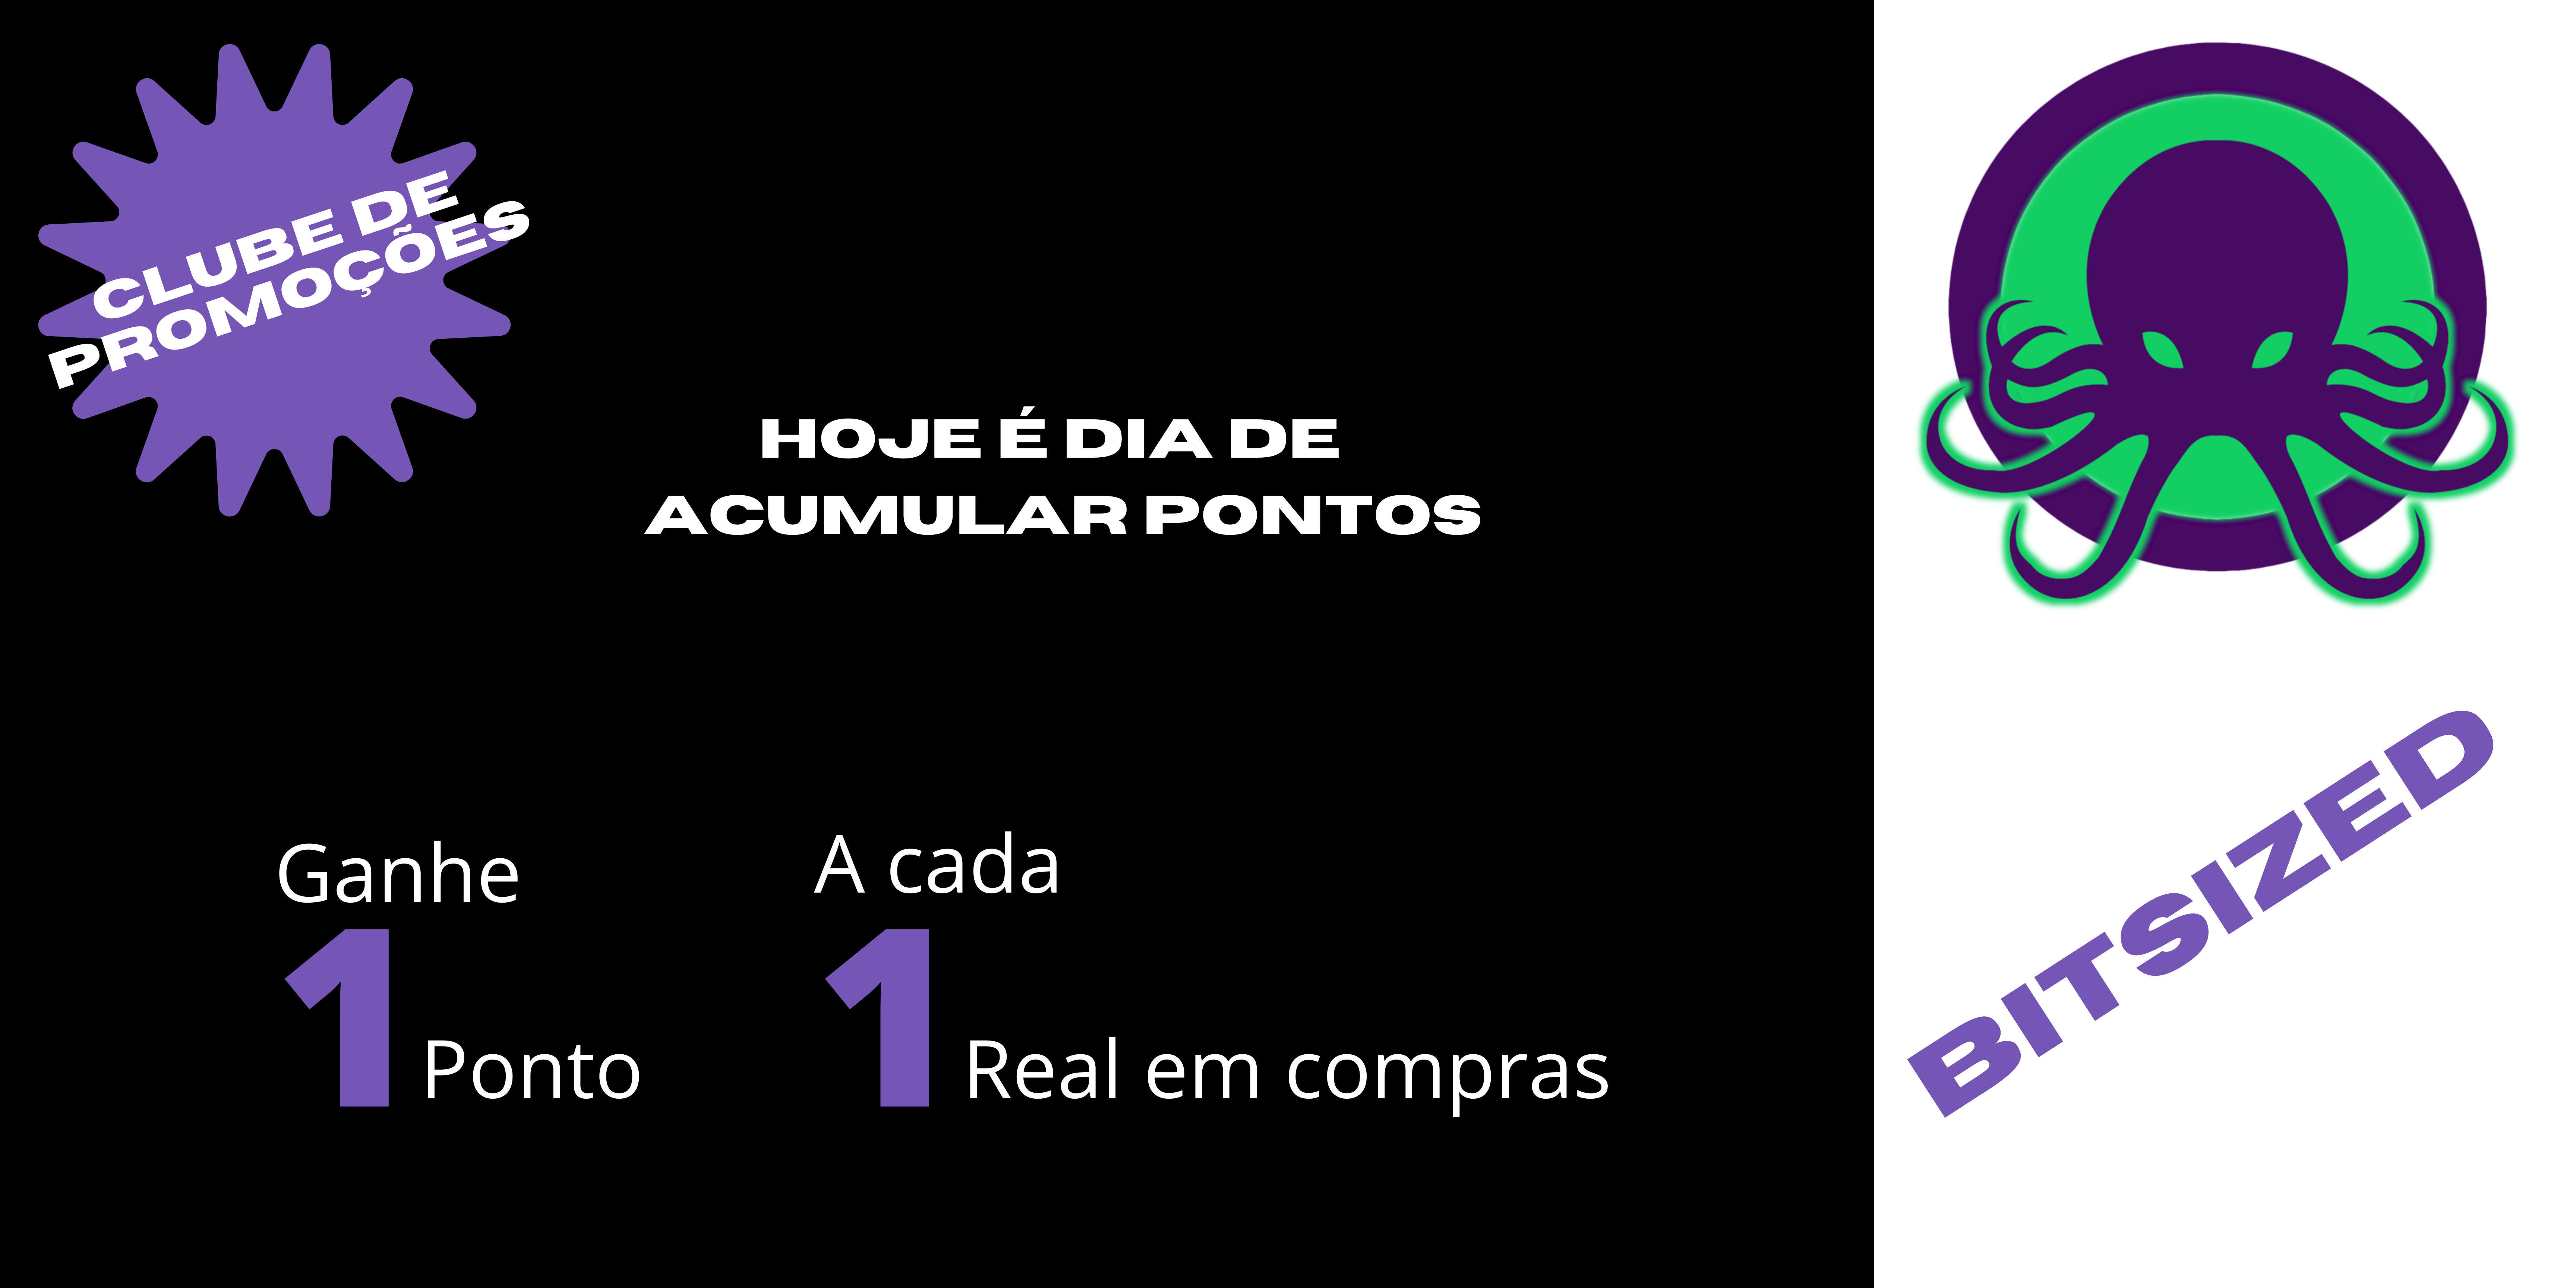 CLUBE DE
PROMOÇÕES
HOJE É DIA DE
ACUMULAR PONTOS
Ganhe
1 Ponto
A cada
1 Real em compras
BITSIZED